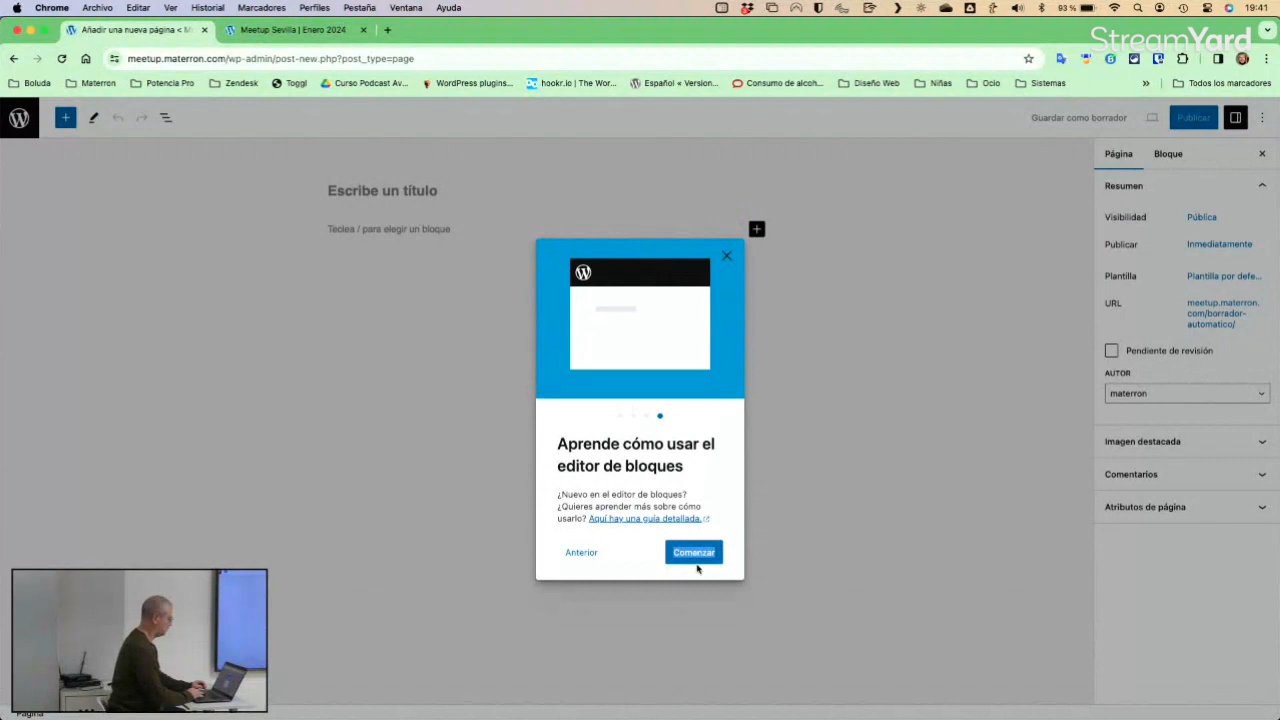 Chrome Archivo Editar Ver Historial Marcadores Perfiles Pestaña Ventana Ayuda 93 % 19:41
StreamYard
Añadir una nueva página < M
Meetup Sevilla | Enero 2024
meetup.materron.com/wp-admin/post-new.php?post_type=page
Boluda Materron Potencia Pro Zendesk Toggl Curso Podcast Av... WordPress plugins... hookr.io | The Wor... Español « Version... Consumo de alcoh... Diseño Web Niñas Ocio Sistemas » Todos los marcadores
Guardar como borrador Publicar
Página Bloque
Escribe un título
Teclea / para elegir un bloque
Resumen
Visibilidad Pública
Publicar Inmediatamente
Plantilla Plantilla por defe...
URL meetup.materron.
com/borrador-
automatico/
Pendiente de revisión
AUTOR
materron
Imagen destacada
Comentarios
Atributos de página
Aprende cómo usar el
editor de bloques
¿Nuevo en el editor de bloques?
¿Quieres aprender más sobre cómo
usarlo? Aquí hay una guía detallada.
Anterior Comenzar
Página